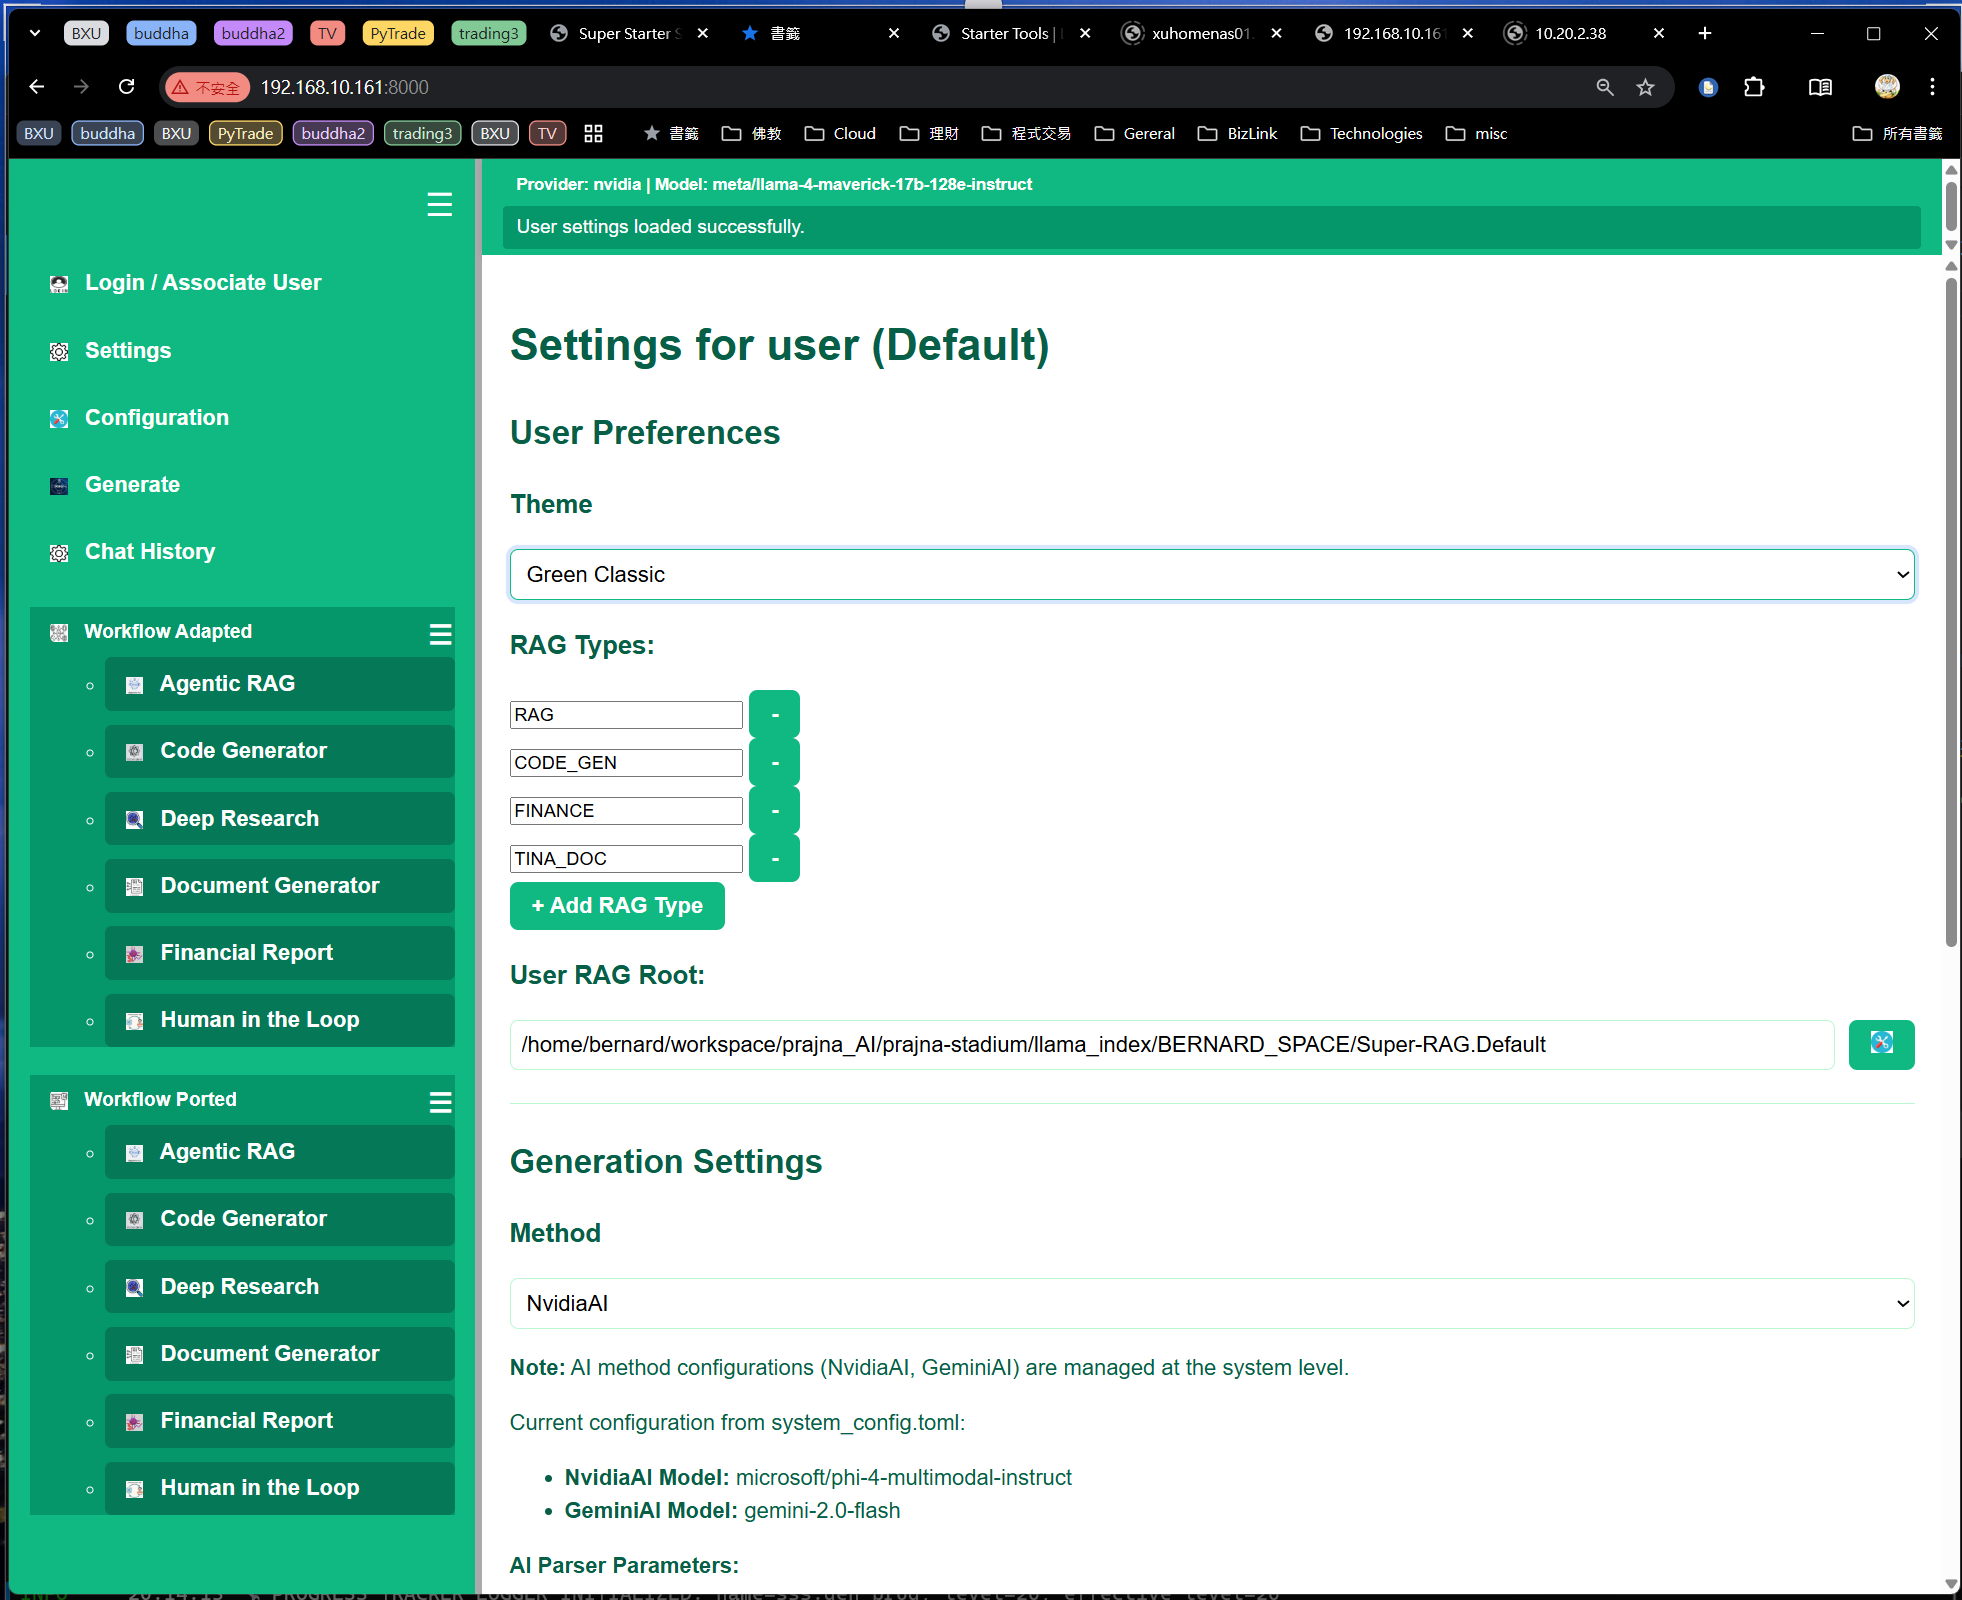 BXU
buddha
buddha2
TV
PyTrade
trading3
Super Starter S
書籤
Starter Tools |
xuhomenas01.
192.168.10.161
10.20.2.38
不安全
192.168.10.161:8000
BXU
buddha
BXU
PyTrade
buddha2
trading3
BXU
TV
書籤
佛教
Cloud
理財
程式交易
Gereral
BizLink
Technologies
misc
所有書籤
Login / Associate User
Settings
Configuration
Generate
Chat History
Workflow Adapted
Agentic RAG
Code Generator
Deep Research
Document Generator
Financial Report
Human in the Loop
Workflow Ported
Agentic RAG
Code Generator
Deep Research
Document Generator
Financial Report
Human in the Loop
Provider: nvidia | Model: meta/llama-4-maverick-17b-128e-instruct
User settings loaded successfully.
Settings for user (Default)
User Preferences
Theme
Green Classic
RAG Types:
RAG -
CODE_GEN -
FINANCE -
TINA_DOC -
+ Add RAG Type
User RAG Root:
/home/bernard/workspace/prajna_AI/prajna-stadium/llama_index/BERNARD_SPACE/Super-RAG.Default
Generation Settings
Method
NvidiaAI
Note: AI method configurations (NvidiaAI, GeminiAI) are managed at the system level.
Current configuration from system_config.toml:
• NvidiaAI Model: microsoft/phi-4-multimodal-instruct
• GeminiAI Model: gemini-2.0-flash
AI Parser Parameters: